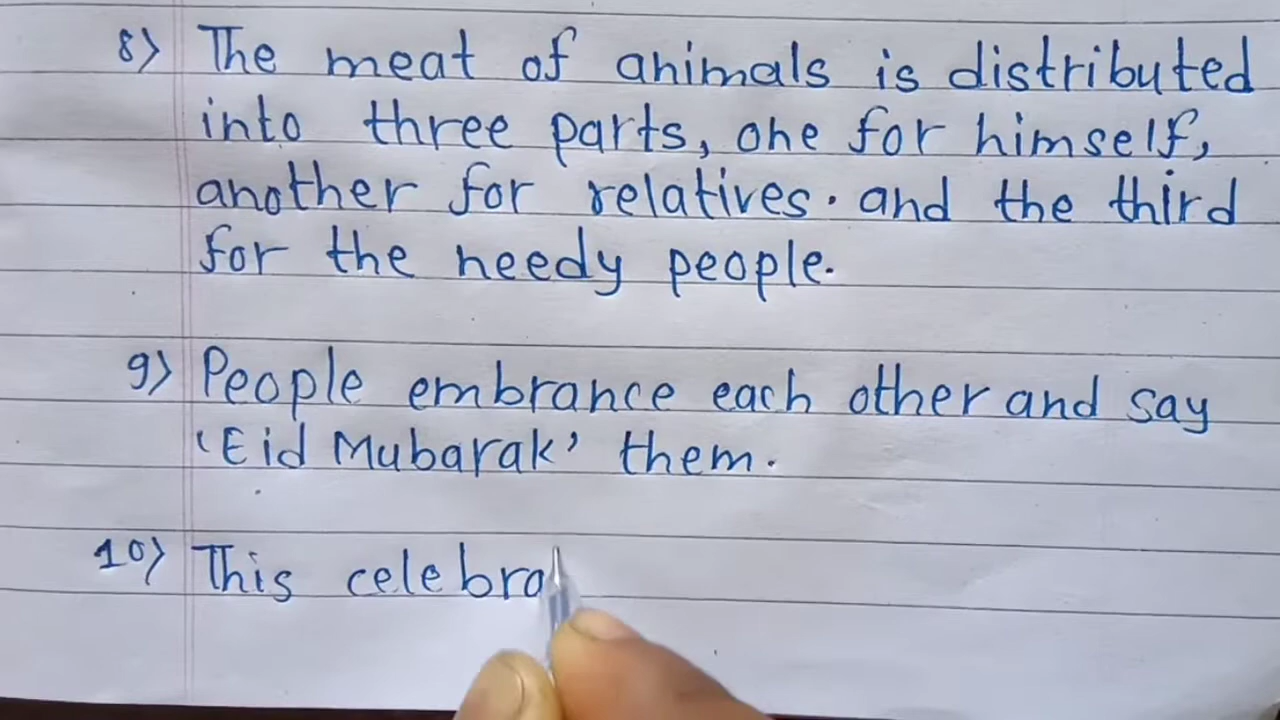 8) The meat of animals is distributed
into three parts, one for himself,
another for relatives. and the third
for the needy people.
9) People embrance each other and say
'Eid Mubarak' them.
10) This celebra